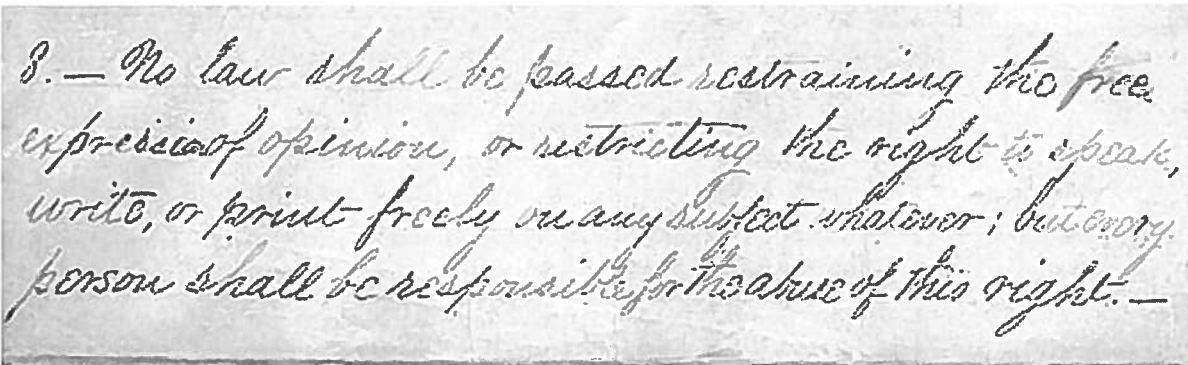 8. — No law shall be passed restraining the free
expression of opinion, or restricting the right to speak,
write, or print freely on any subject whatever; but every
person shall be responsible for the abuse of this right. —